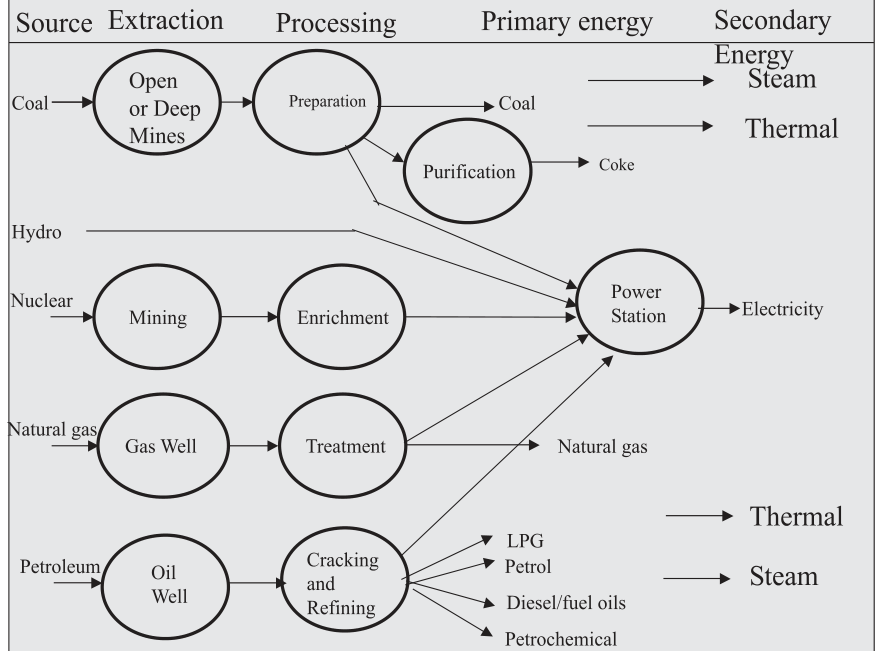 Source Extraction Processing Primary energy Secondary
Energy
Coal
Open
or Deep
Mines
Preparation
Coal
Steam
Thermal
Purification
Coke
Hydro
Nuclear
Mining
Enrichment
Power
Station
Electricity
Natural gas
Gas Well
Treatment
Natural gas
Petroleum
Oil
Well
Cracking
and
Refining
LPG
Petrol
Diesel/fuel oils
Petrochemical
Thermal
Steam